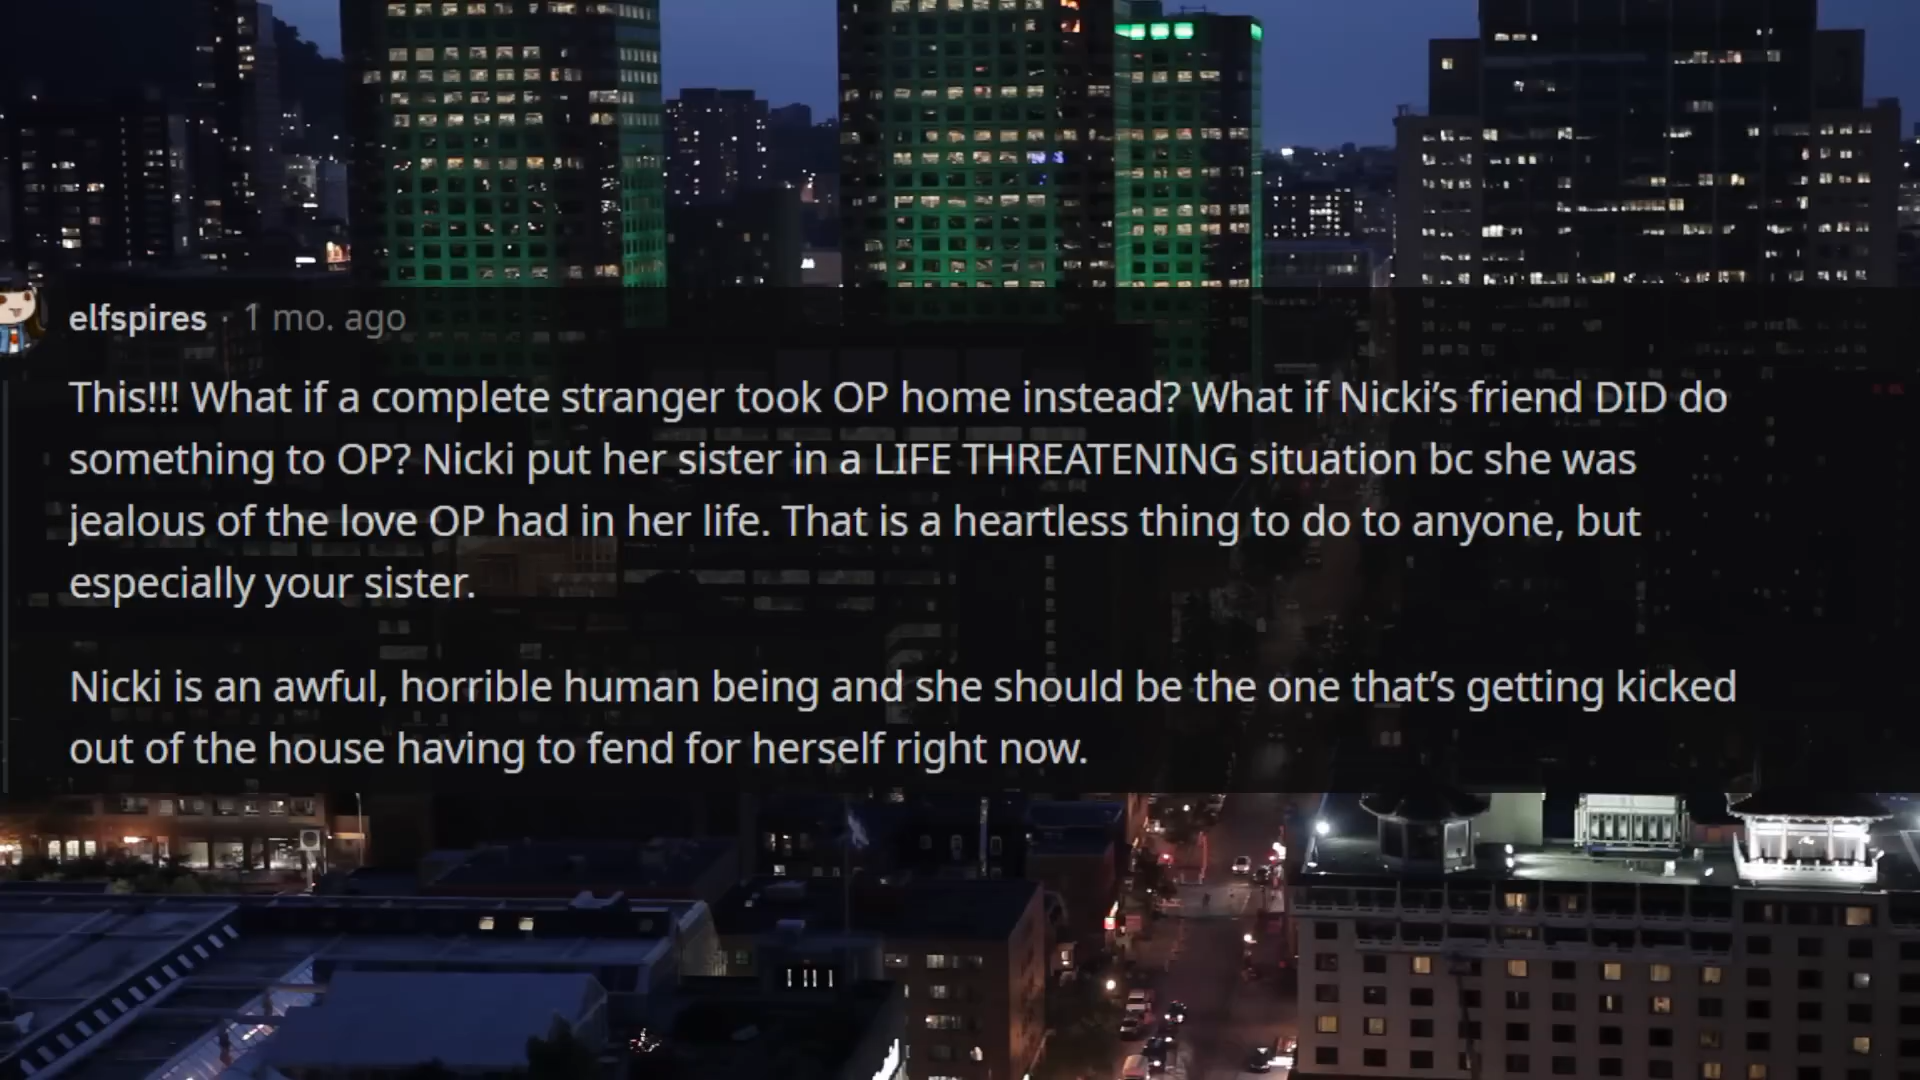 elfspires · 1 mo. ago
This!!! What if a complete stranger took OP home instead? What if Nicki’s friend DID do
something to OP? Nicki put her sister in a LIFE THREATENING situation bc she was
jealous of the love OP had in her life. That is a heartless thing to do to anyone, but
especially your sister.
Nicki is an awful, horrible human being and she should be the one that’s getting kicked
out of the house having to fend for herself right now.